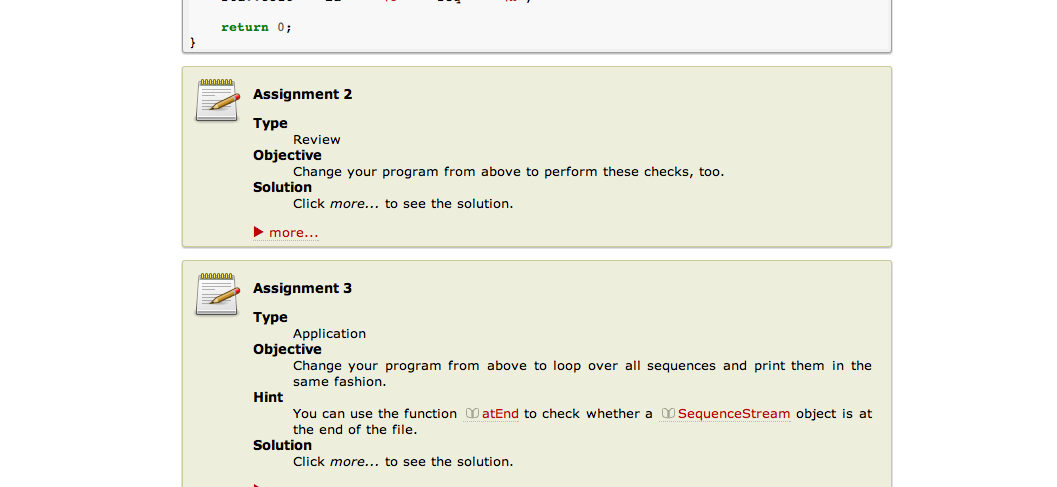 return 0;
}
Assignment 2
Type
Review
Objective
Change your program from above to perform these checks, too.
Solution
Click more... to see the solution.
more...
Assignment 3
Type
Application
Objective
Change your program from above to loop over all sequences and print them in the
same fashion.
Hint
You can use the function atEnd to check whether a SequenceStream object is at
the end of the file.
Solution
Click more... to see the solution.